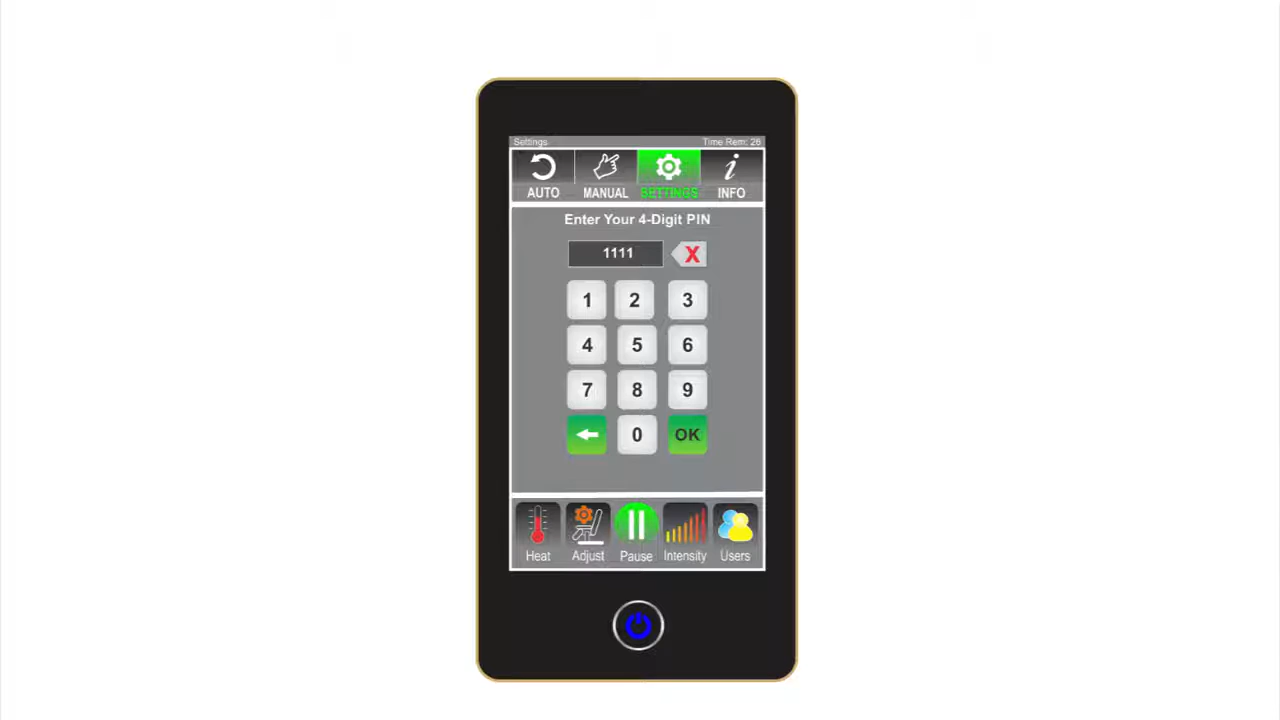 Settings Time Rem: 26
AUTO MANUAL SETTINGS INFO
Enter Your 4-Digit PIN
1111 X
1 2 3
4 5 6
7 8 9
0 OK
Heat Adjust Pause Intensity Users